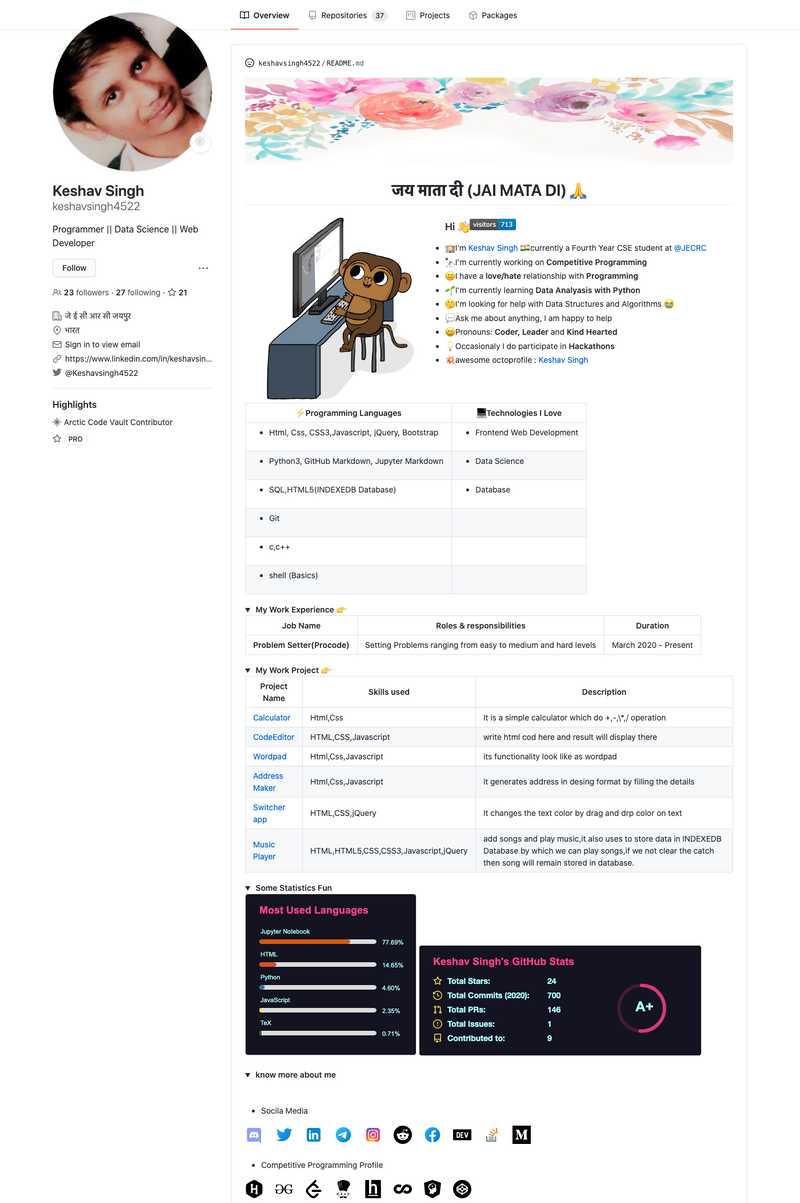 Overview
Repositories 37
Projects
Packages
Keshav Singh
keshavsingh4522
Programmer || Data Science || Web
Developer
Follow
23 followers · 27 following · 21
जे ई सी आर सी जयपुर
भारत
Sign in to view email
https://www.linkedin.com/in/keshavsin...
@Keshavsingh4522
Highlights
Arctic Code Vault Contributor
PRO
keshavsingh4522/README.md
जय माता दी (JAI MATA DI) 🙏
Hi 👋 visitors 713
I'm Keshav Singh 🇮🇳currently a Fourth Year CSE student at @JECRC
I'm currently working on Competitive Programming
I have a love/hate relationship with Programming
I'm currently learning Data Analyasis with Python
I'm looking for help with Data Structures and Algorithms 😭
Ask me about anything, I am happy to help
Pronouns: Coder, Leader and Kind Hearted
Occasionaly I do participate in Hackathons
awesome octoprofile : Keshav Singh
⚡Programming Languages
💻Technologies I Love
Html, Css, CSS3,Javascript, jQuery, Bootstrap
Frontend Web Development
Python3, GitHub Markdown, Jupyter Markdown
Data Science
SQL,HTML5(INDEXEDB Database)
Database
Git
c,c++
shell (Basics)
▼ My Work Experience 👉
Job Name
Roles & responsibilities
Duration
Problem Setter(Procode)
Setting Problems ranging from easy to medium and hard levels
March 2020 - Present
▼ My Work Project 👉
Project
Name
Skills used
Description
Calculator
Html,Css
It is a simple calculator which do +,-,\*,/ operation
CodeEditor
HTML,CSS,Javascript
write html cod here and result will display there
Wordpad
Html,Css,Javascript
its functionality look like as wordpad
Address
Maker
Html,Css,Javascript
it generates address in desing format by filling the details
Switcher
app
HTML,CSS,jQuery
It changes the text color by drag and drp color on text
Music
Player
HTML,HTML5,CSS,CSS3,Javascript,jQuery
add songs and play music,it also uses to store data in INDEXEDB
Database by which we can play songs,if we not clear the catch
then song will remain stored in database.
▼ Some Statistics Fun
Most Used Languages
Jupyter Notebook
77.69%
HTML
14.65%
Python
4.60%
JavaScript
2.35%
TeX
0.71%
Keshav Singh's GitHub Stats
Total Stars: 24
Total Commits (2020): 700
Total PRs: 146
Total Issues: 1
Contributed to: 9
A+
▼ know more about me
Socila Media
DEV
M
Competitive Programming Profile